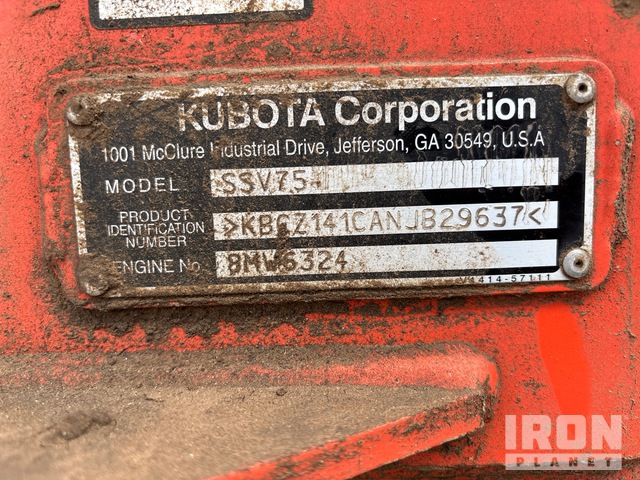 KUBOTA Corporation
1001 McClure Industrial Drive, Jefferson, GA 30549, U.S.A
MODEL SSV75
PRODUCT
IDENTIFICATION >KBCZ141CANJB29637<
NUMBER
ENGINE No. 8MW6324
IRON
PLANET